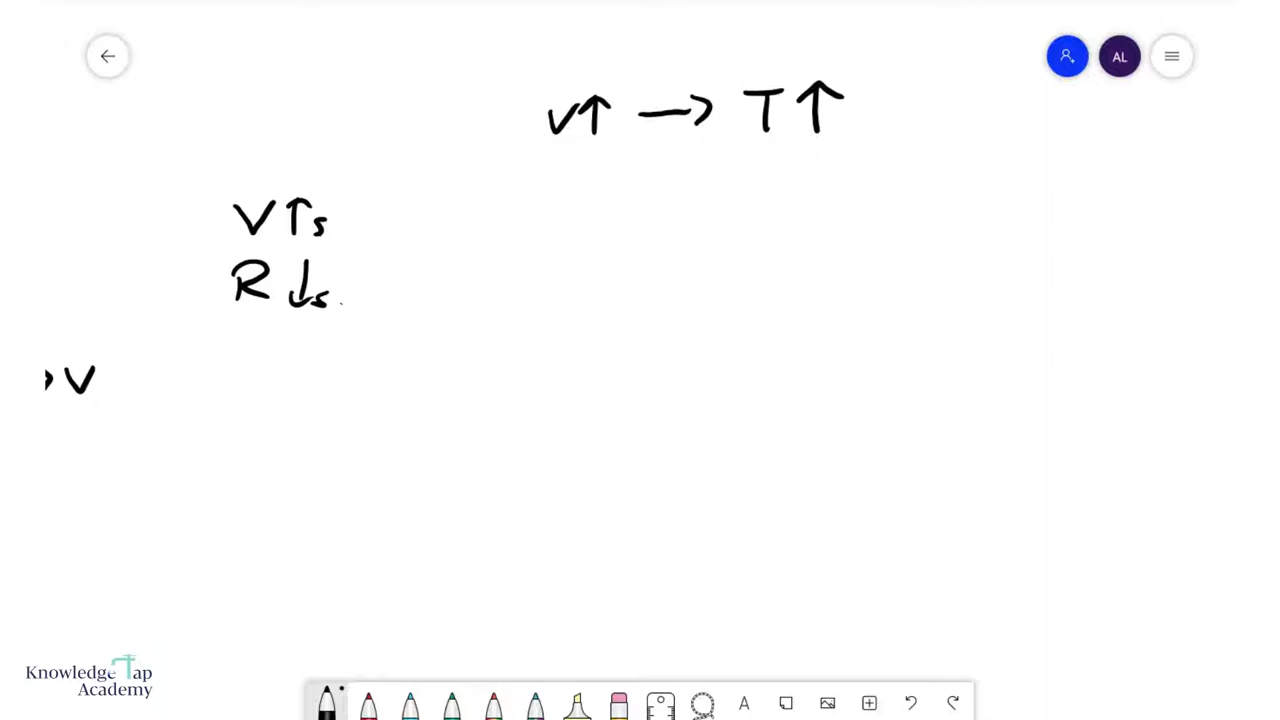 AL
V↑ → T↑
V↑s
R↓s
V
Knowledge Tap
Academy
A